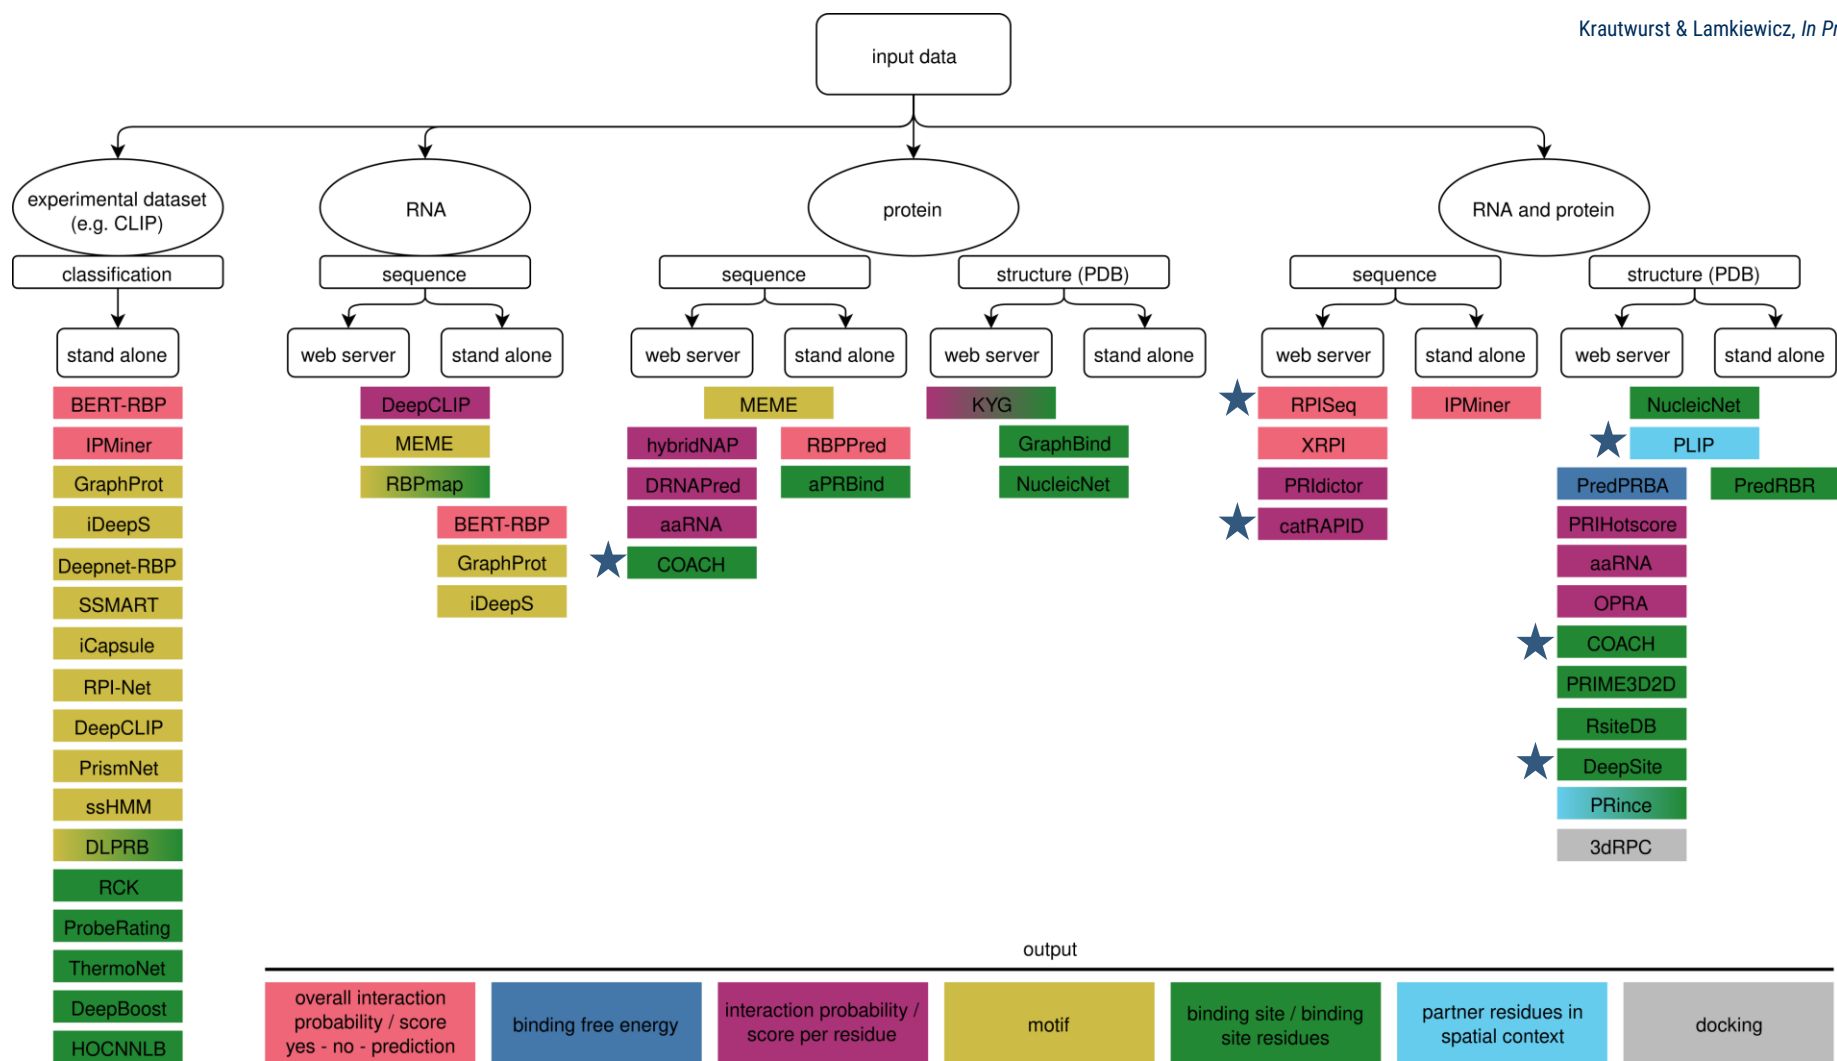 Krautwurst & Lamkiewicz, In Pr
input data
experimental dataset
(e.g. CLIP)
RNA
protein
RNA and protein
classification
sequence
sequence
structure (PDB)
sequence
structure (PDB)
stand alone
web server
stand alone
web server
stand alone
web server
stand alone
web server
stand alone
web server
stand alone
BERT-RBP
IPMiner
GraphProt
iDeepS
Deepnet-RBP
SSMART
iCapsule
RPI-Net
DeepCLIP
PrismNet
ssHMM
DLPRB
RCK
ProbeRating
ThermoNet
DeepBoost
HOCNNLB
DeepCLIP
MEME
RBPmap
BERT-RBP
GraphProt
iDeepS
MEME
hybridNAP
DRNAPred
aaRNA
COACH
RBPPred
aPRBind
KYG
GraphBind
NucleicNet
RPISeq
XRPI
PRIdictor
catRAPID
IPMiner
NucleicNet
PLIP
PredPRBA
PRIHotscore
aaRNA
OPRA
COACH
PRIME3D2D
RsiteDB
DeepSite
PRince
3dRPC
PredRBR
output
overall interaction
probability / score
yes - no - prediction
binding free energy
interaction probability /
score per residue
motif
binding site / binding
site residues
partner residues in
spatial context
docking